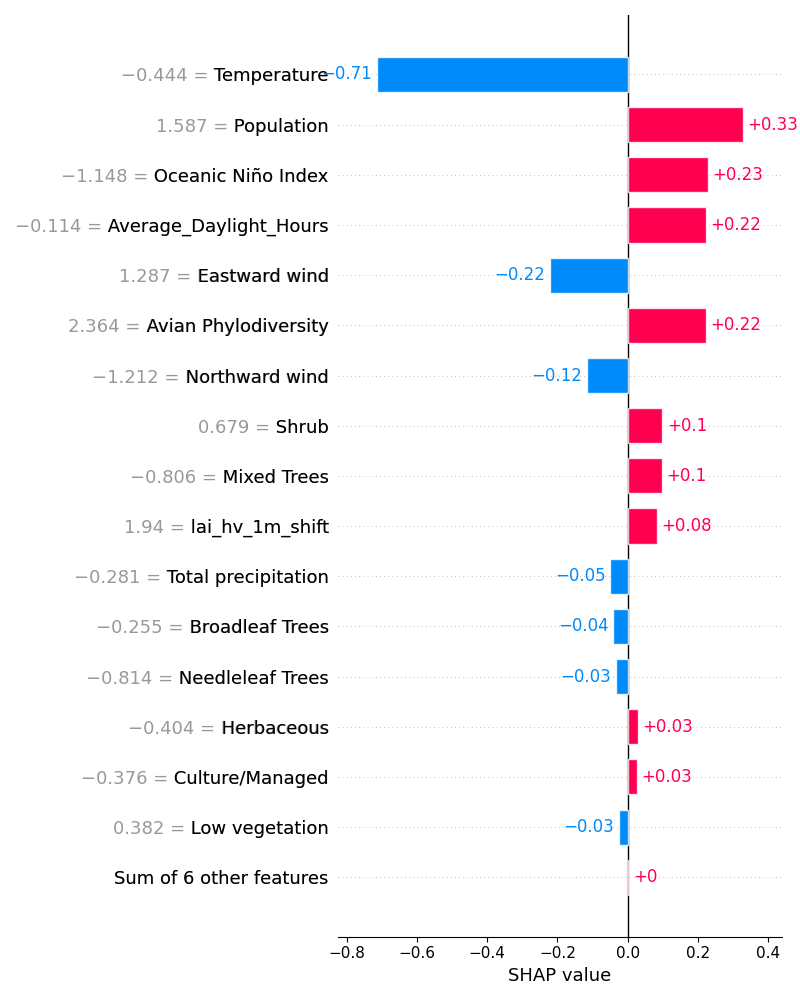 −0.444 = Temperature −0.71
1.587 = Population +0.33
−1.148 = Oceanic Niño Index +0.23
−0.114 = Average_Daylight_Hours +0.22
1.287 = Eastward wind −0.22
2.364 = Avian Phylodiversity +0.22
−1.212 = Northward wind −0.12
0.679 = Shrub +0.1
−0.806 = Mixed Trees +0.1
1.94 = lai_hv_1m_shift +0.08
−0.281 = Total precipitation −0.05
−0.255 = Broadleaf Trees −0.04
−0.814 = Needleleaf Trees −0.03
−0.404 = Herbaceous +0.03
−0.376 = Culture/Managed +0.03
0.382 = Low vegetation −0.03
Sum of 6 other features +0
−0.8 −0.6 −0.4 −0.2 0.0 0.2 0.4
SHAP value